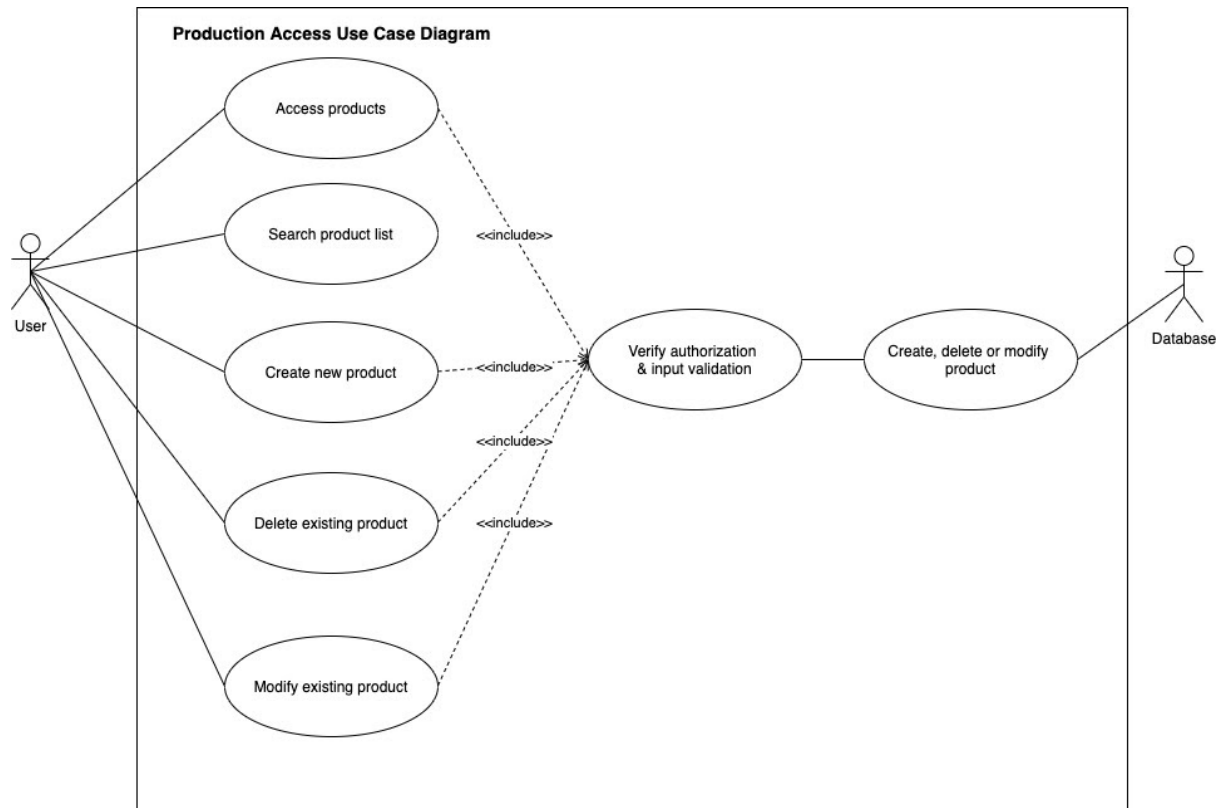 Production Access Use Case Diagram
Access products
Search product list
<<include>>
User
Database
Verify authorization
& input validation
Create, delete or modify
product
Create new product
<<include>>
<<include>>
Delete existing product
<<include>>
Modify existing product